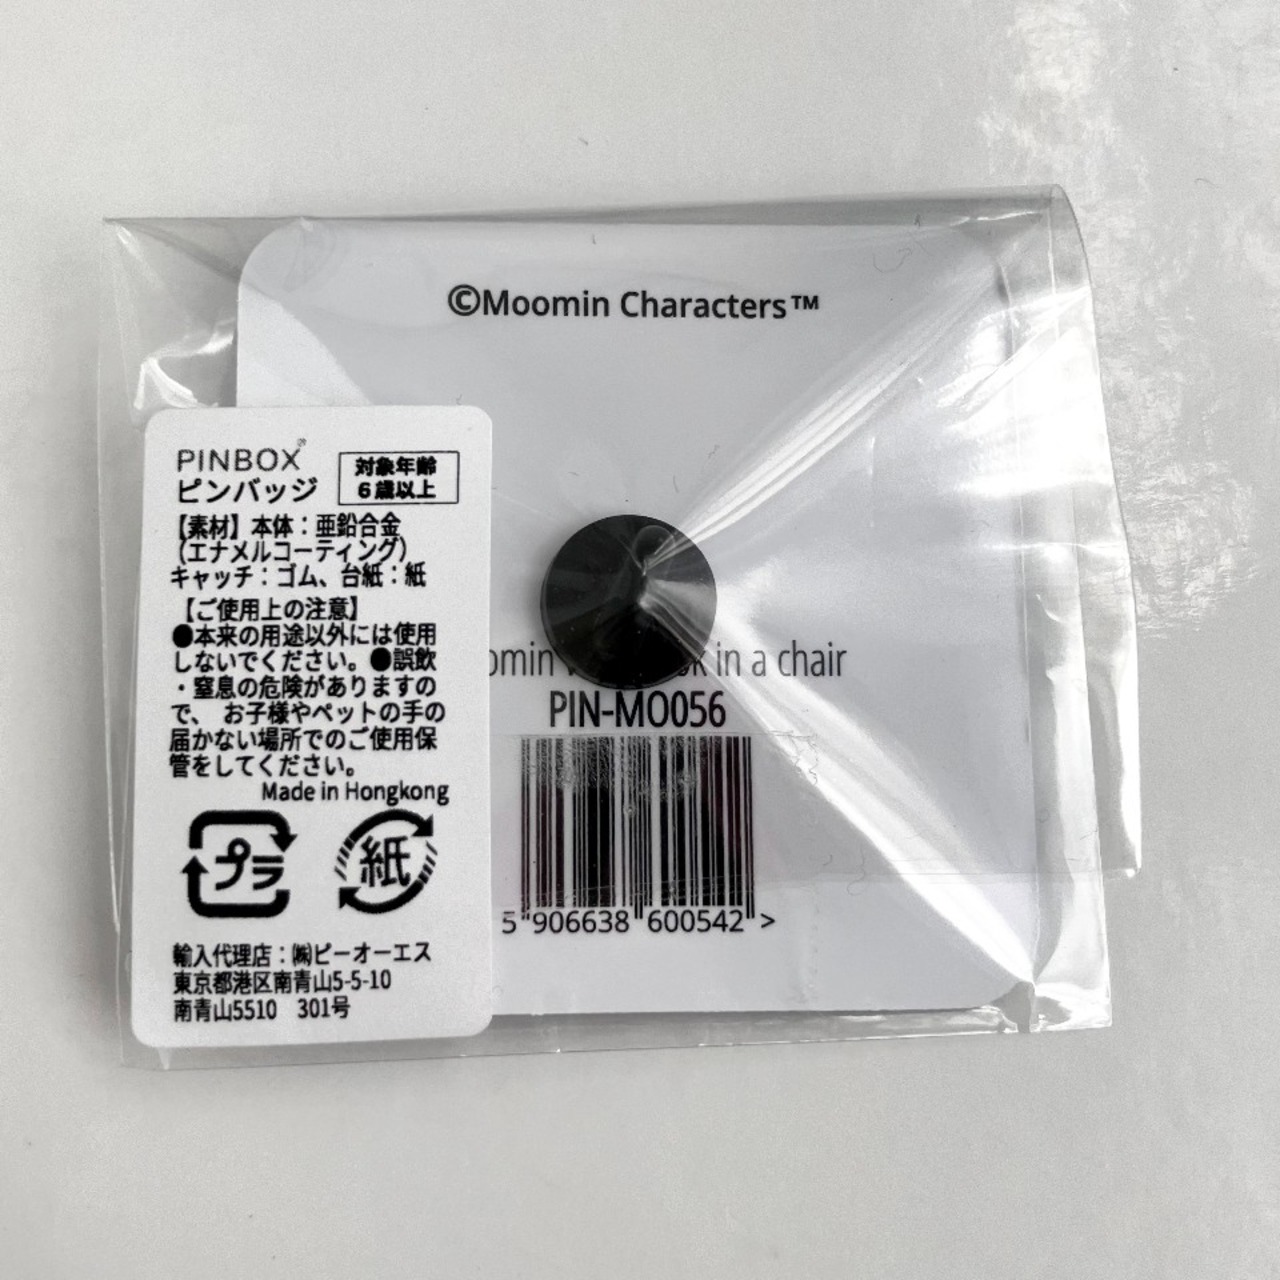 ©Moomin Characters™
PINBOX®
ピンバッジ
対象年齢
6歳以上
【素材】本体：亜鉛合金
（エナメルコーティング）
キャッチ：ゴム、台紙：紙
【ご使用上の注意】
●本来の用途以外には使用
しないでください。●誤飲
・窒息の危険がありますの
で、 お子様やペットの手の
届かない場所でのご使用保
管をしてください。
Made in Hongkong
プラ
紙
輸入代理店：㈱ピーオーエス
東京都港区南青山5-5-10
南青山5510 301号
in a chair
PIN-MO056
5 906638 600542 >